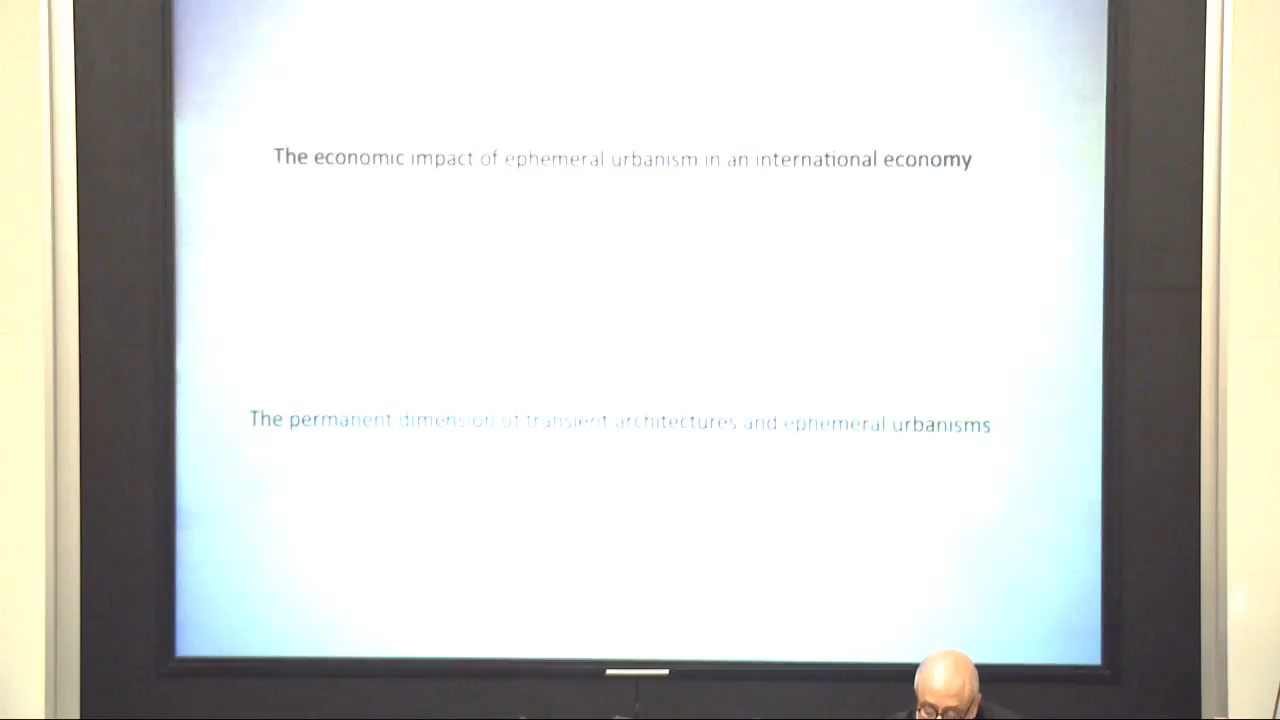 The economic impact of ephemeral urbanism in an international economy
The permanent dimension of transient architectures and ephemeral urbanisms